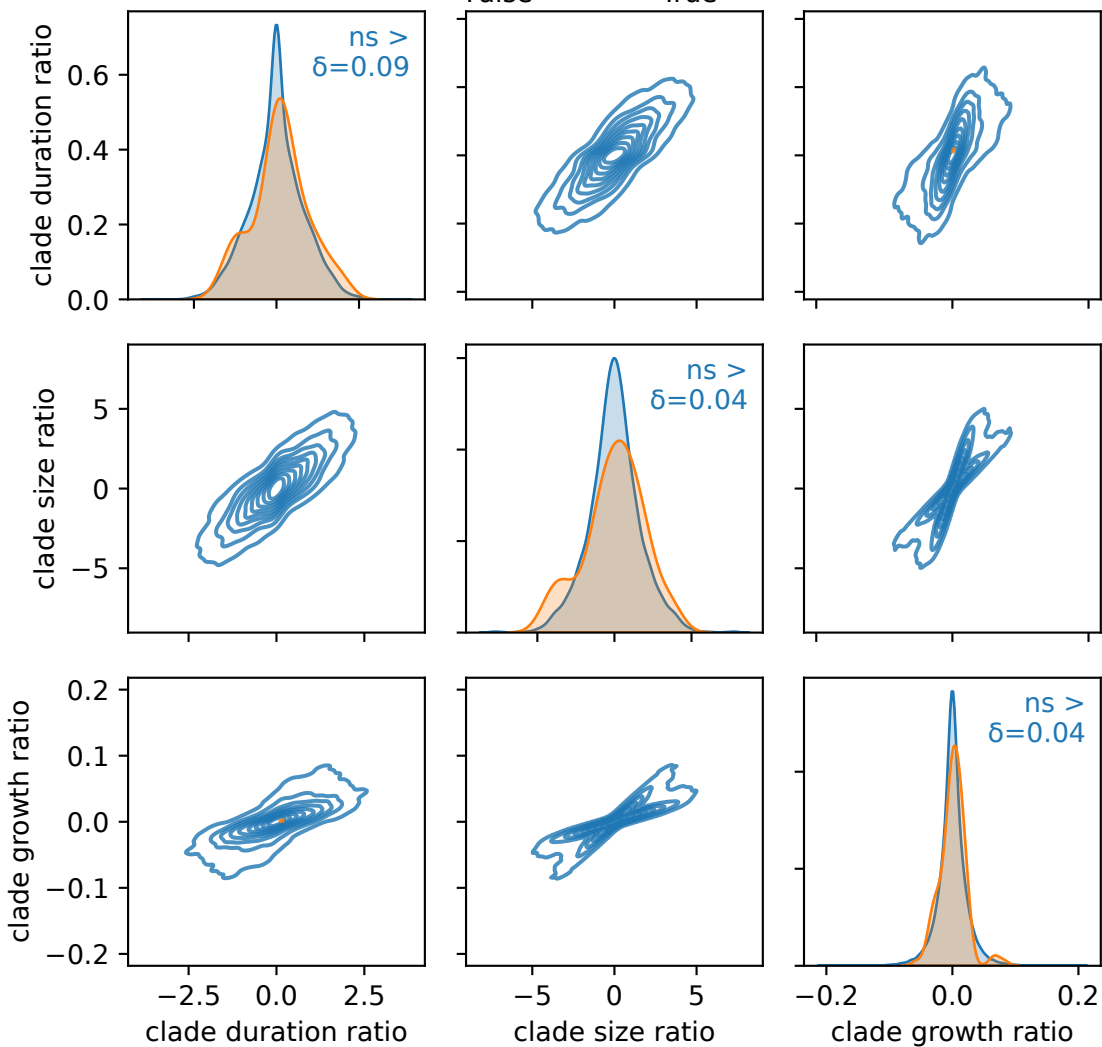 ns >
δ=0.09
clade duration ratio
0.6
0.4
0.2
0.0
ns >
δ=0.04
clade size ratio
5
0
−5
ns >
δ=0.04
clade growth ratio
0.2
0.1
0.0
−0.1
−0.2
−2.5 0.0 2.5
−5 0 5
−0.2 0.0 0.2
clade duration ratio
clade size ratio
clade growth ratio